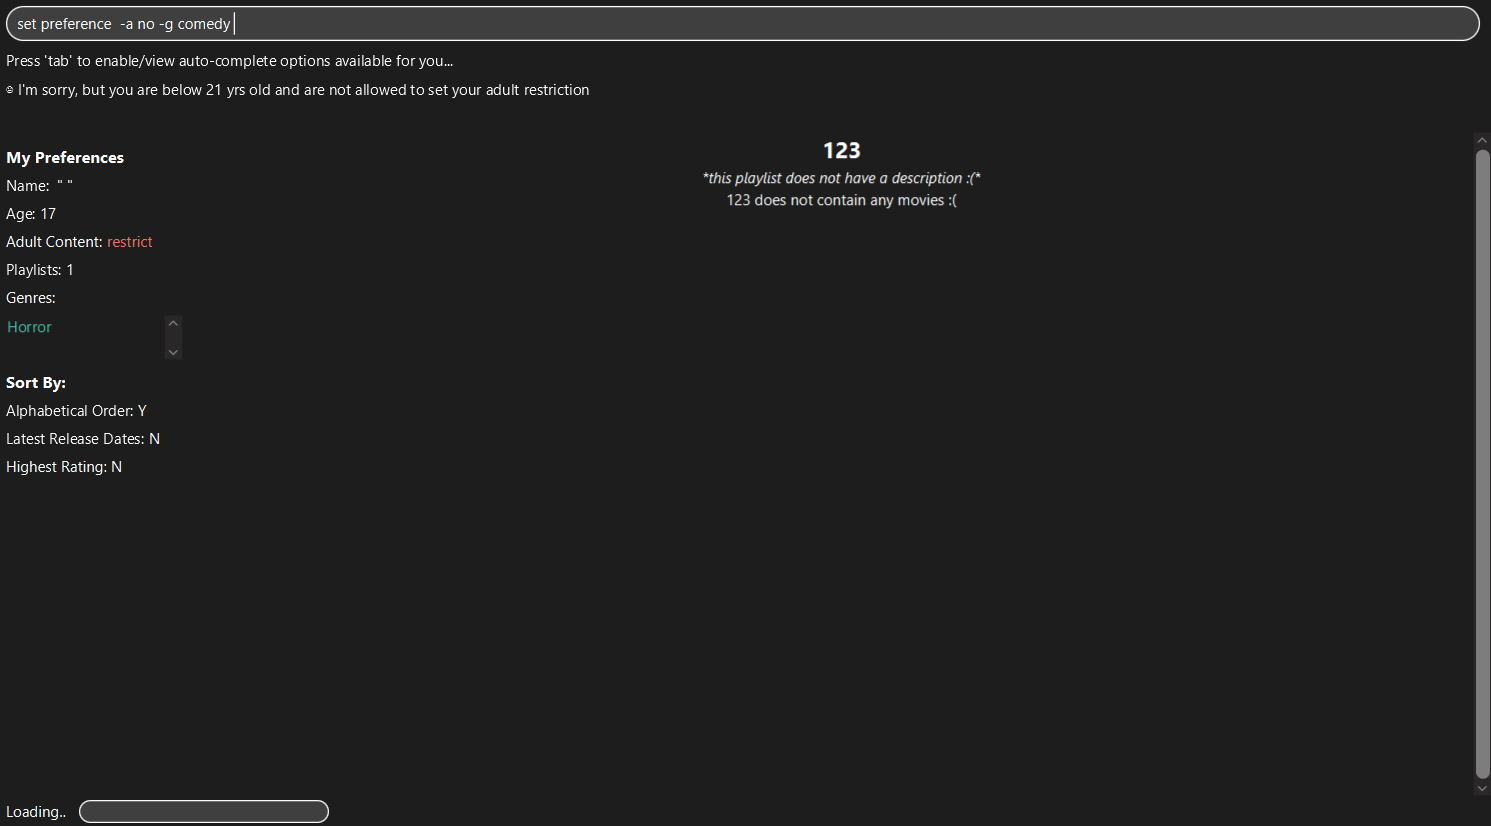 set preference  -a no -g comedy
Press 'tab' to enable/view auto-complete options available for you...
☹ I'm sorry, but you are below 21 yrs old and are not allowed to set your adult restriction
My Preferences
Name:  " "
Age: 17
Adult Content: restrict
Playlists: 1
Genres:
Horror
Sort By:
Alphabetical Order: Y
Latest Release Dates: N
Highest Rating: N
123
*this playlist does not have a description :(*
123 does not contain any movies :(
Loading..